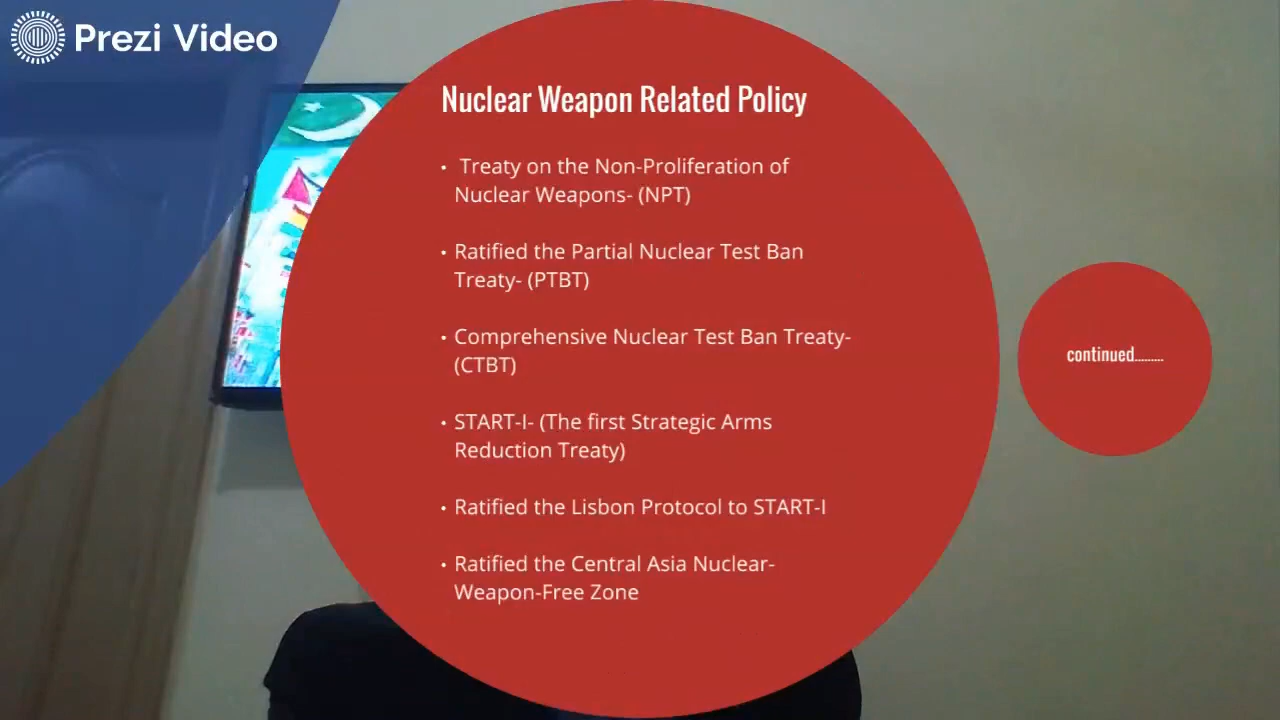 Prezi Video
Nuclear Weapon Related Policy
• Treaty on the Non-Proliferation of
Nuclear Weapons- (NPT)
• Ratified the Partial Nuclear Test Ban
Treaty- (PTBT)
• Comprehensive Nuclear Test Ban Treaty-
(CTBT)
• START-I- (The first Strategic Arms
Reduction Treaty)
• Ratified the Lisbon Protocol to START-I
• Ratified the Central Asia Nuclear-
Weapon-Free Zone
continued.........